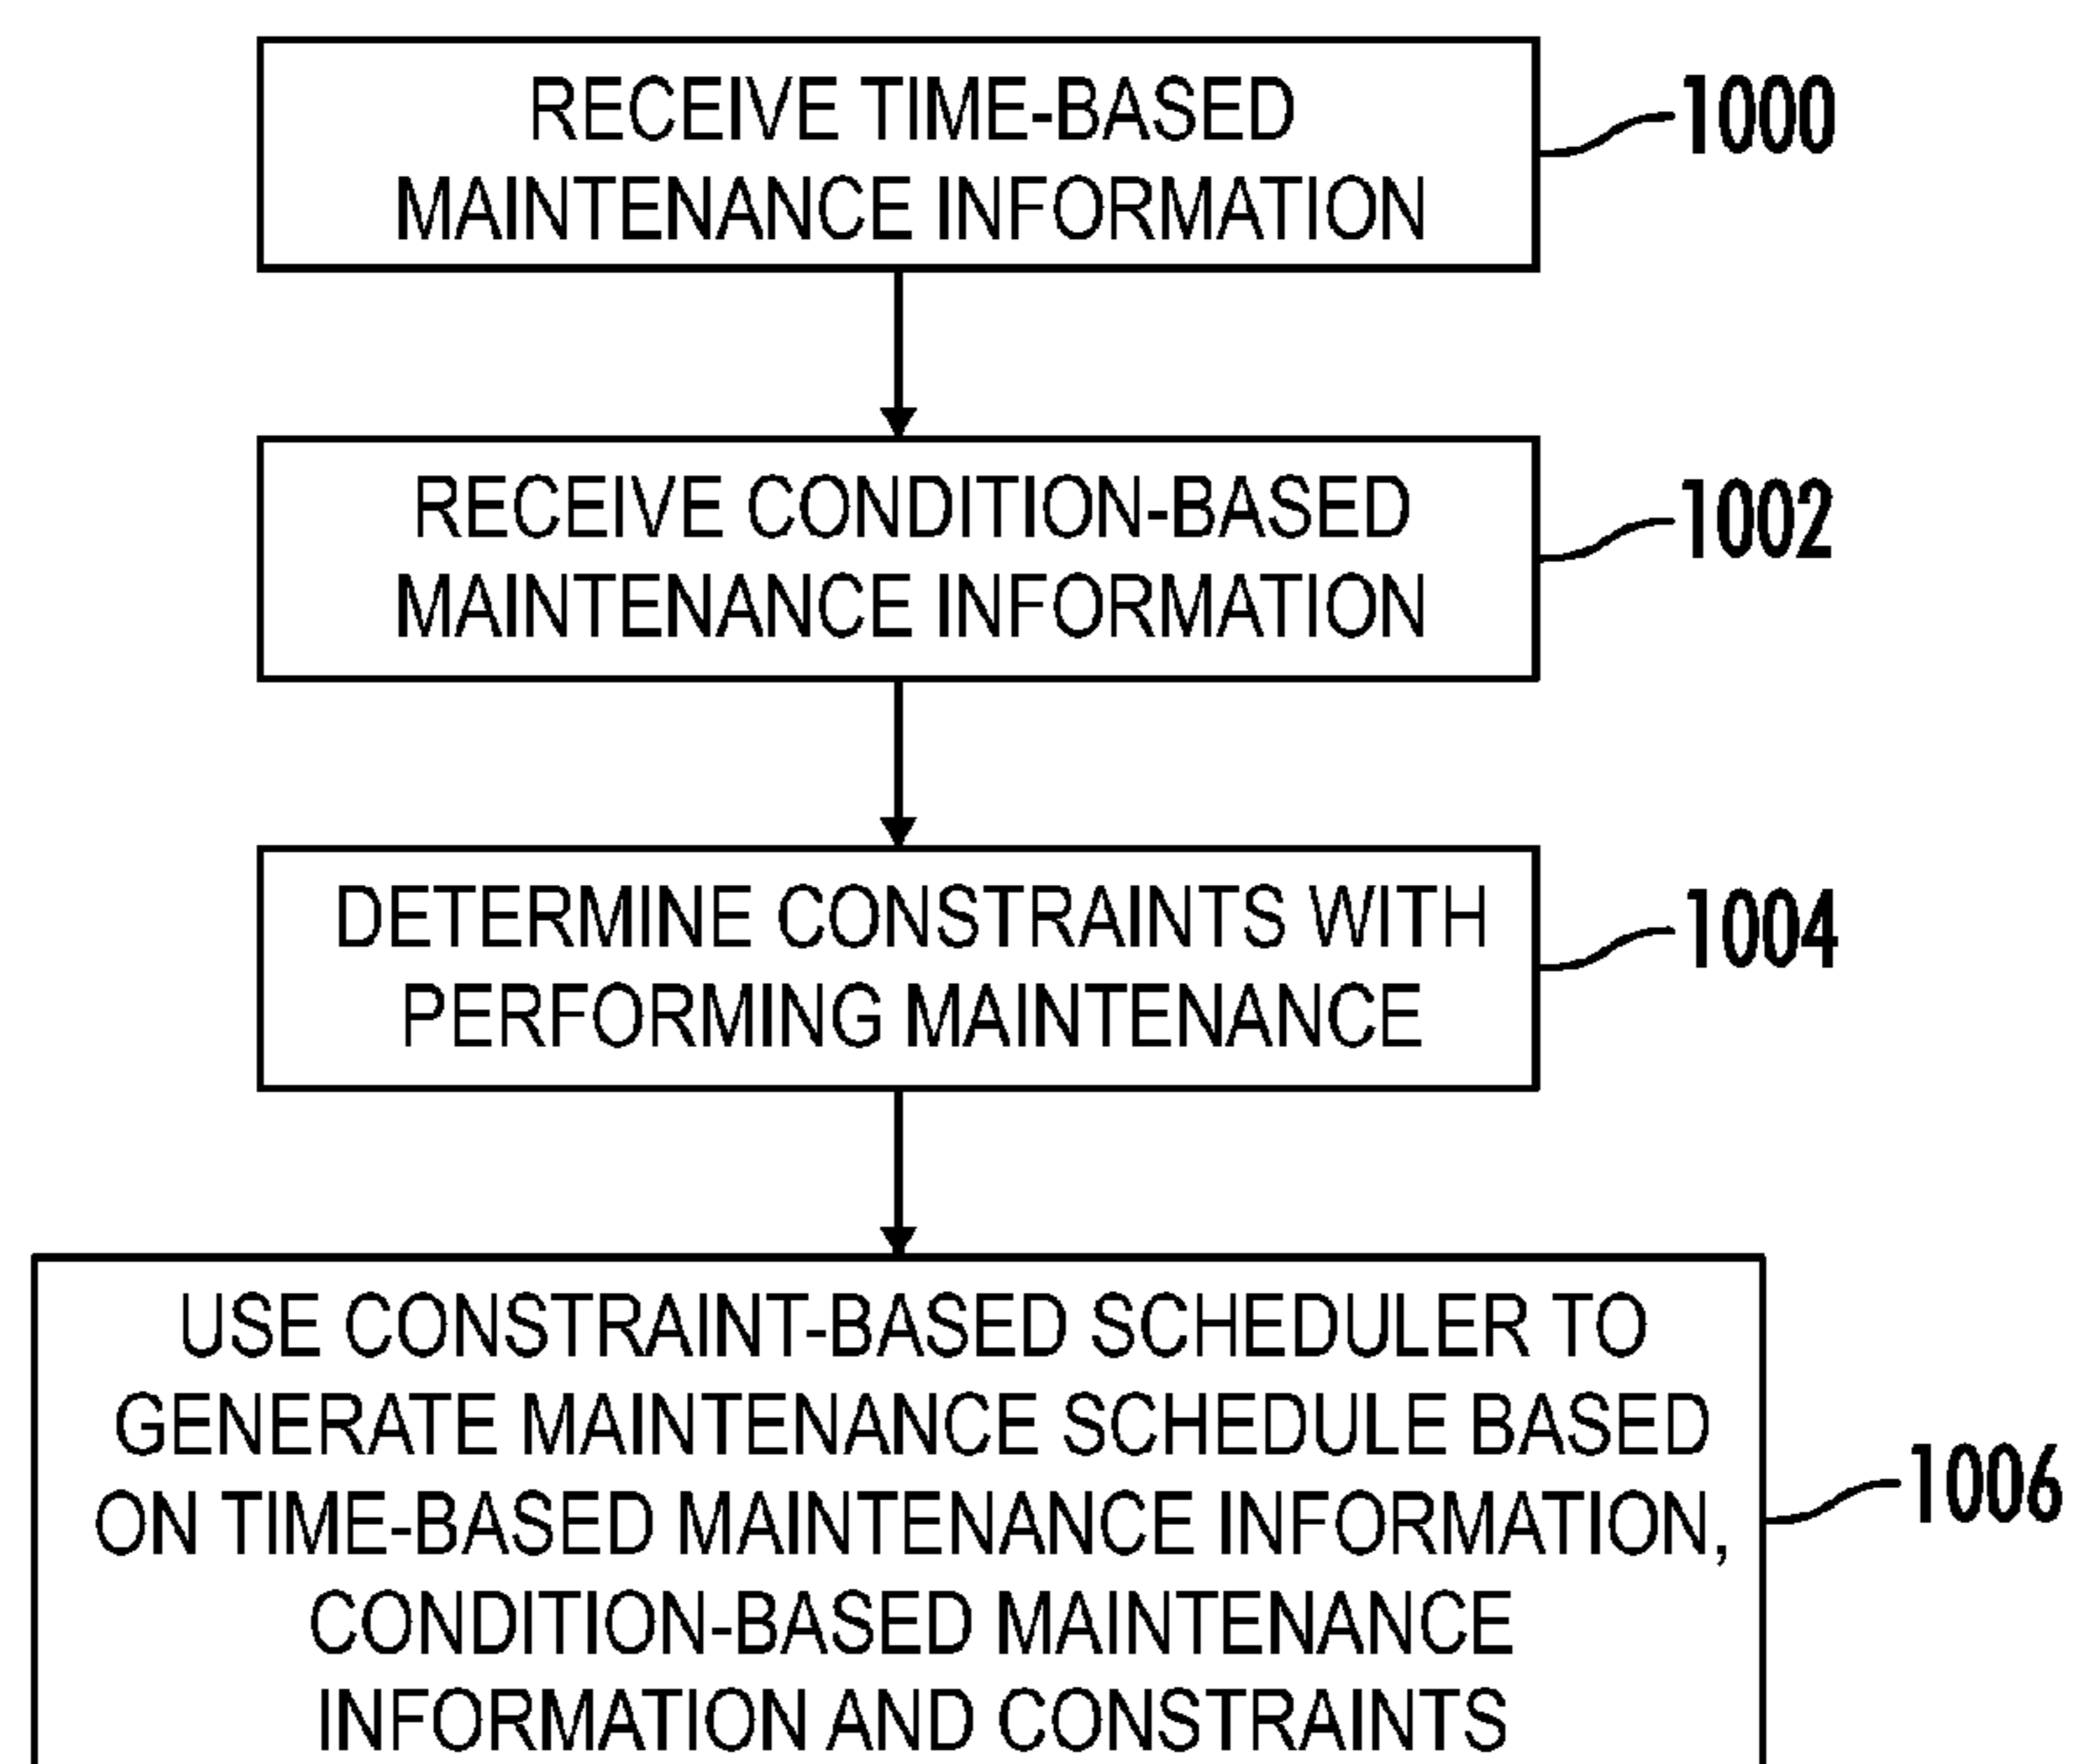 RECEIVE TIME-BASED
MAINTENANCE INFORMATION
1000
RECEIVE CONDITION-BASED
MAINTENANCE INFORMATION
1002
DETERMINE CONSTRAINTS WITH
PERFORMING MAINTENANCE
1004
USE CONSTRAINT-BASED SCHEDULER TO
GENERATE MAINTENANCE SCHEDULE BASED
ON TIME-BASED MAINTENANCE INFORMATION,
CONDITION-BASED MAINTENANCE
INFORMATION AND CONSTRAINTS
1006